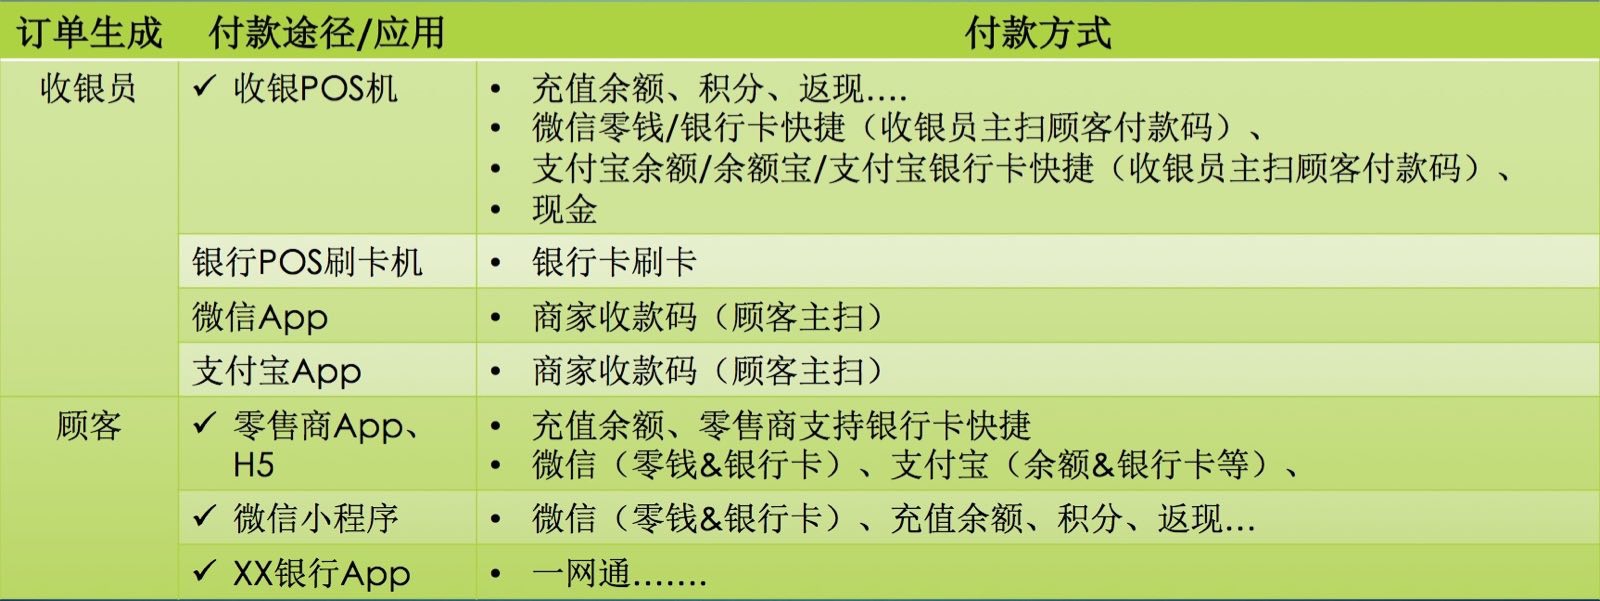 订单生成 付款途径/应用 付款方式
收银员 ✓ 收银POS机 • 充值余额、积分、返现....
• 微信零钱/银行卡快捷（收银员主扫顾客付款码）、
• 支付宝余额/余额宝/支付宝银行卡快捷（收银员主扫顾客付款码）、
• 现金
银行POS刷卡机 • 银行卡刷卡
微信App • 商家收款码（顾客主扫）
支付宝App • 商家收款码（顾客主扫）
顾客 ✓ 零售商App、 • 充值余额、零售商支持银行卡快捷
H5 • 微信（零钱&银行卡）、支付宝（余额&银行卡等）、
✓ 微信小程序 • 微信（零钱&银行卡）、充值余额、积分、返现...
✓ XX银行App • 一网通.......